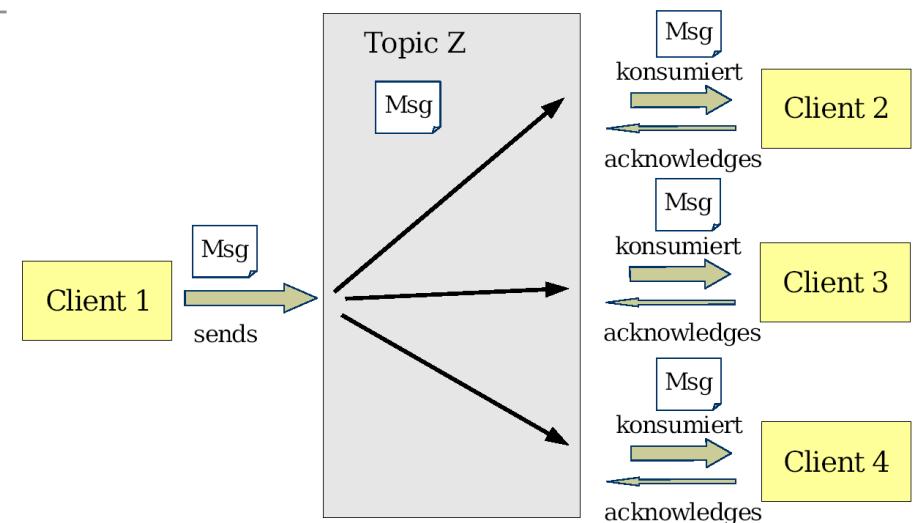 Topic Z
Msg
Client 1
Msg
sends
Msg
konsumiert
acknowledges
Client 2
Msg
konsumiert
acknowledges
Client 3
Msg
konsumiert
acknowledges
Client 4